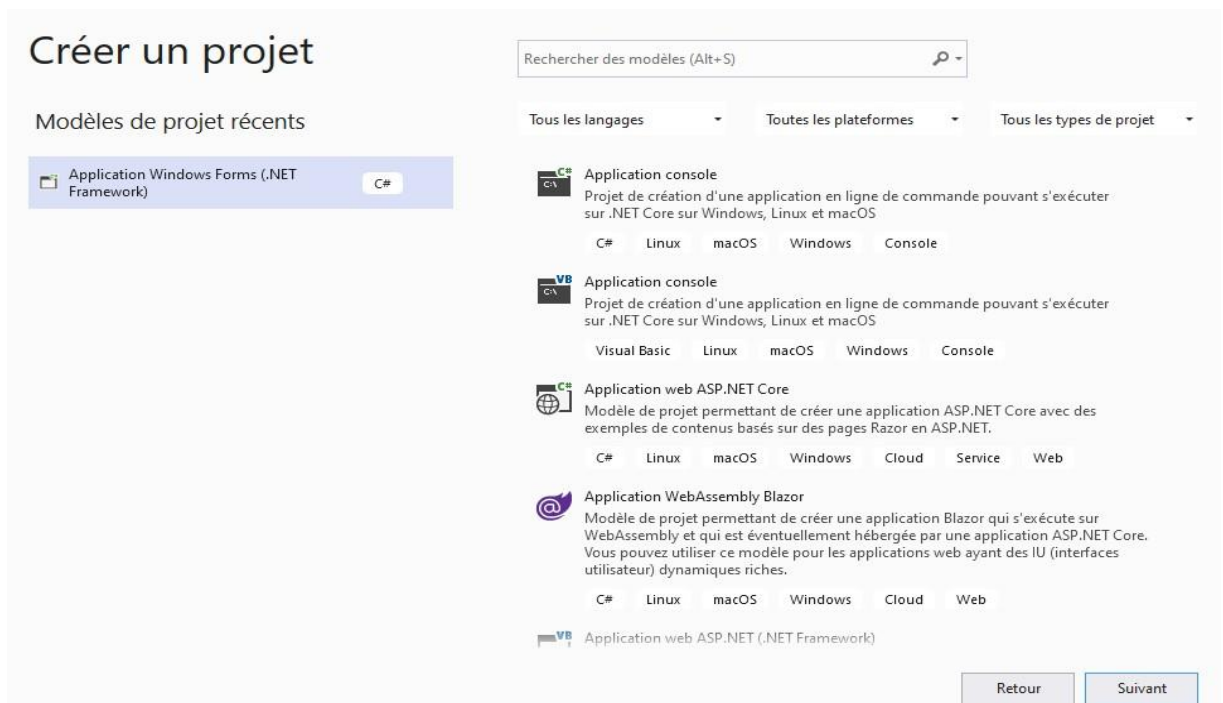 Créer un projet
Rechercher des modèles (Alt+S)
Modèles de projet récents
Tous les langages
Toutes les plateformes
Tous les types de projet
Application Windows Forms (.NET
Framework)
C#
C#
C:\
Application console
Projet de création d'une application en ligne de commande pouvant s'exécuter
sur .NET Core sur Windows, Linux et macOS
C# Linux macOS Windows Console
VB
C:\
Application console
Projet de création d'une application en ligne de commande pouvant s'exécuter
sur .NET Core sur Windows, Linux et macOS
Visual Basic Linux macOS Windows Console
C#
Application web ASP.NET Core
Modèle de projet permettant de créer une application ASP.NET Core avec des
exemples de contenus basés sur des pages Razor en ASP.NET.
C# Linux macOS Windows Cloud Service Web
@
Application WebAssembly Blazor
Modèle de projet permettant de créer une application Blazor qui s'exécute sur
WebAssembly et qui est éventuellement hébergée par une application ASP.NET Core.
Vous pouvez utiliser ce modèle pour les applications web ayant des IU (interfaces
utilisateur) dynamiques riches.
C# Linux macOS Windows Cloud Web
VB
Application web ASP.NET (.NET Framework)
Retour
Suivant